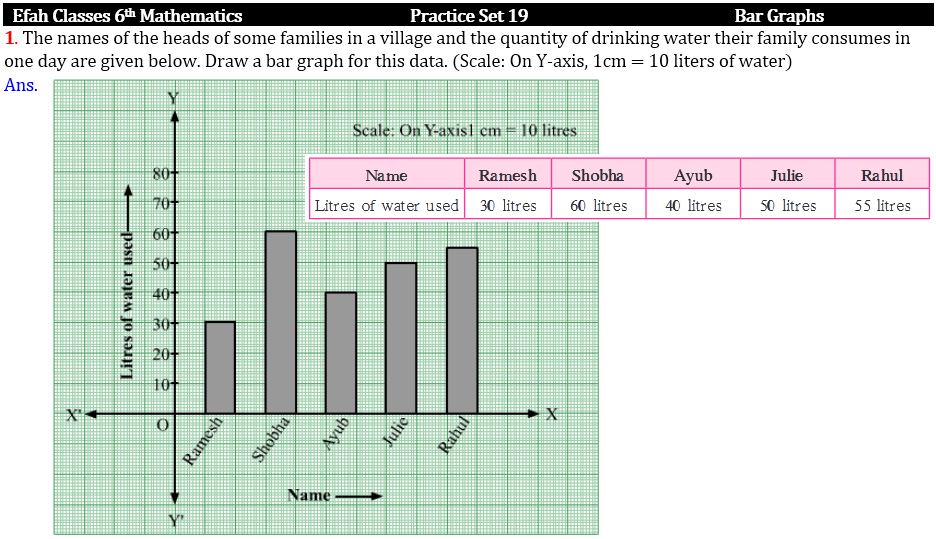 Efah Classes 6th Mathematics Practice Set 19 Bar Graphs
1. The names of the heads of some families in a village and the quantity of drinking water their family consumes in
one day are given below. Draw a bar graph for this data. (Scale: On Y-axis, 1cm = 10 liters of water)
Ans.
Y
Scale: On Y-axis1 cm = 10 litres
Name Ramesh Shobha Ayub Julie Rahul
Litres of water used 30 litres 60 litres 40 litres 50 litres 55 litres
80
70
60
50
40
30
20
10
Litres of water used
X' X
O
Ramesh Shobha Ayub Julie Rahul
Name
Y'